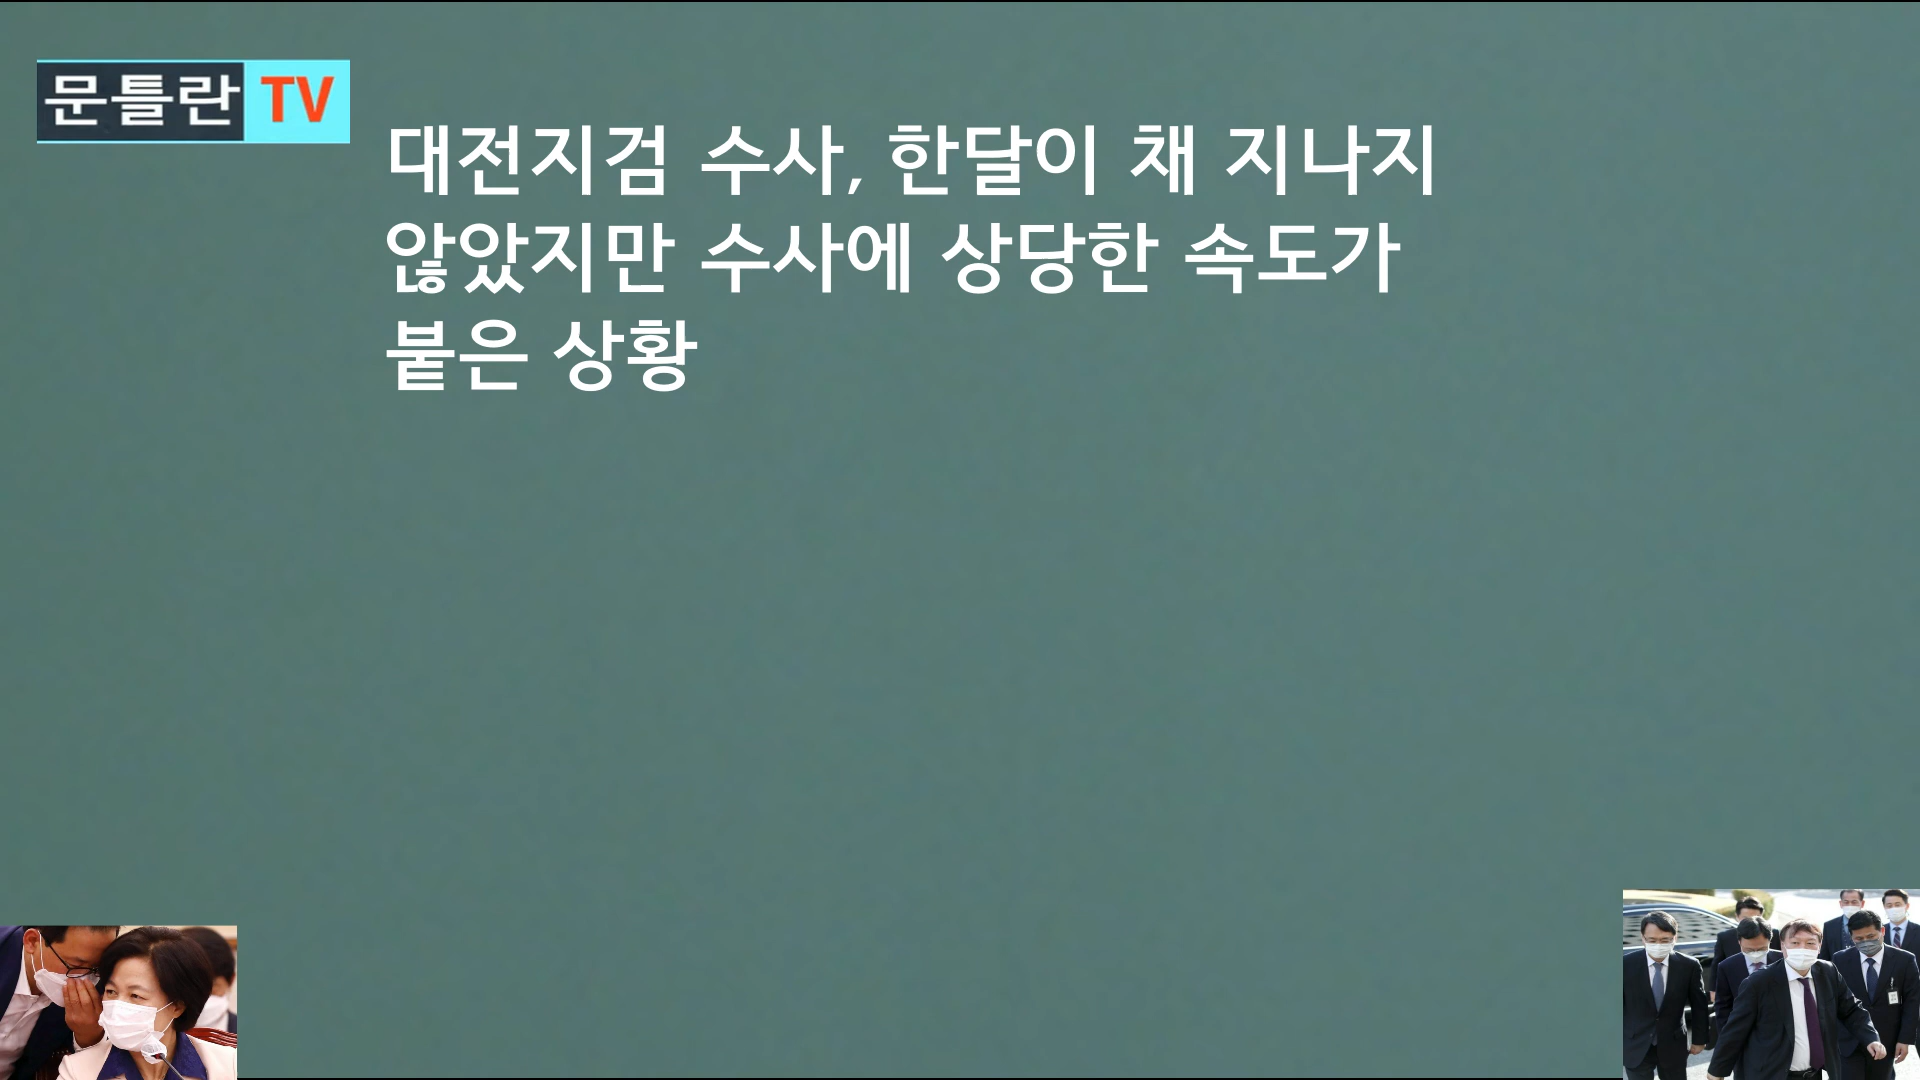 문틀란 TV
대전지검 수사, 한달이 채 지나지
않았지만 수사에 상당한 속도가
붙은 상황